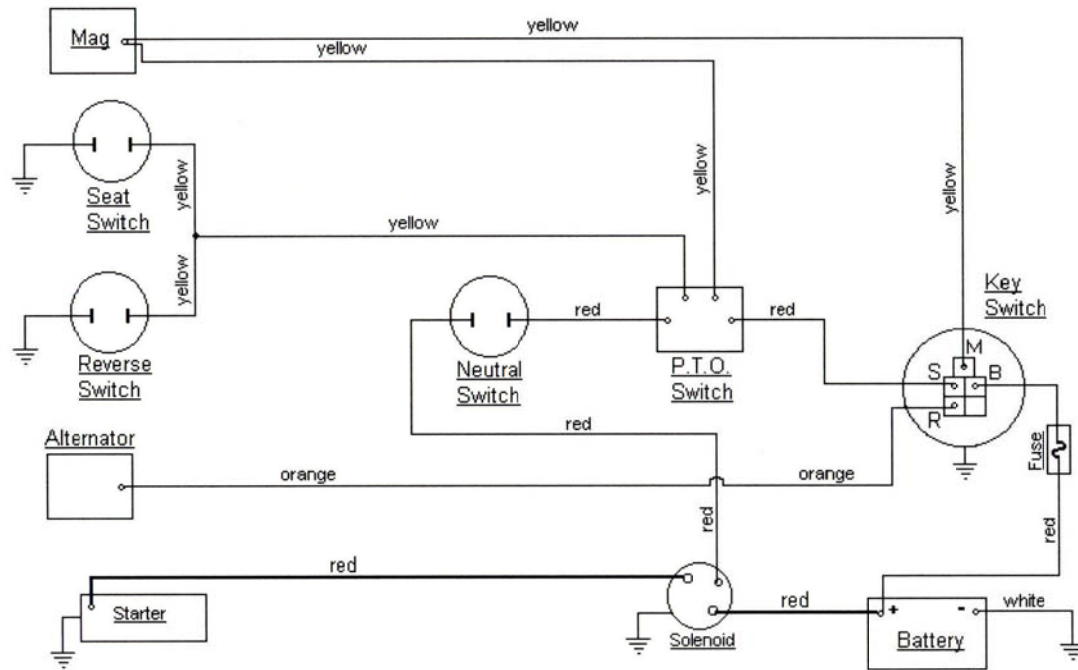 yellow
Mag
yellow
yellow
yellow
Seat
Switch
yellow
yellow
Key
Switch
red
red
M
Reverse
Switch
Neutral
Switch
P.T.O.
Switch
S
B
R
red
Alternator
Fuse
orange
orange
red
red
red
white
Starter
Solenoid
+
-
Battery